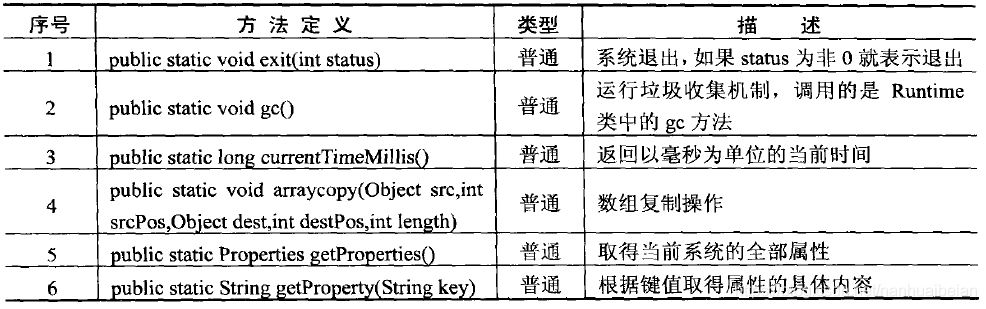 序号 方法定义 类型 描述
1 public static void exit(int status) 普通 系统退出，如果 status 为非 0 就表示退出
2 public static void gc() 普通 运行垃圾收集机制，调用的是 Runtime
类中的 gc 方法
3 public static long currentTimeMillis() 普通 返回以毫秒为单位的当前时间
4 public static void arraycopy(Object src,int
srcPos,Object dest,int destPos,int length) 普通 数组复制操作
5 public static Properties getProperties() 普通 取得当前系统的全部属性
6 public static String getProperty(String key) 普通 根据键值取得属性的具体内容